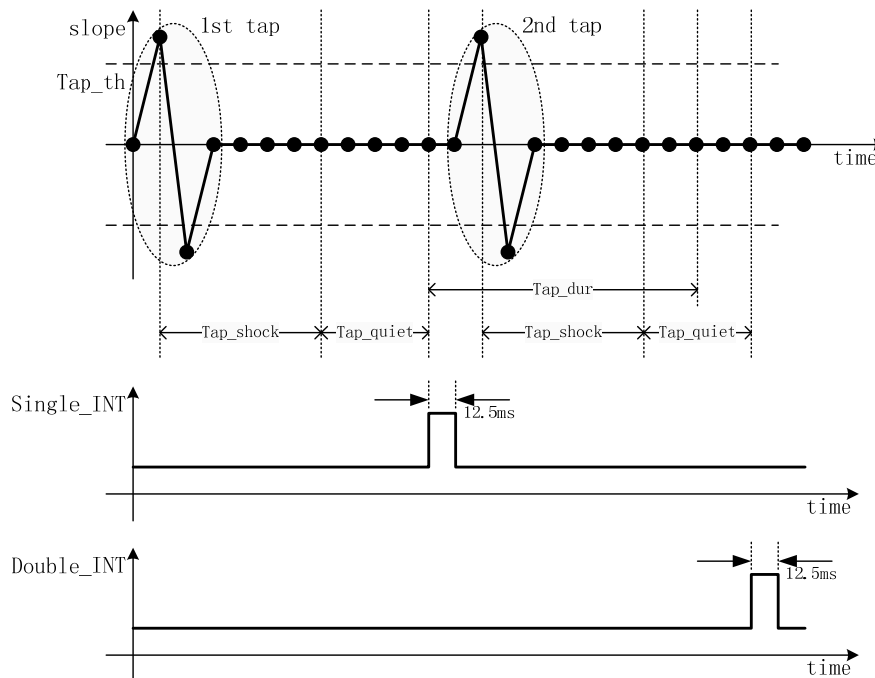 slope
1st tap
2nd tap
Tap_th
time
Tap_dur
Tap_shock
Tap_quiet
Tap_shock
Tap_quiet
Single_INT
12.5ms
time
Double_INT
12.5ms
time